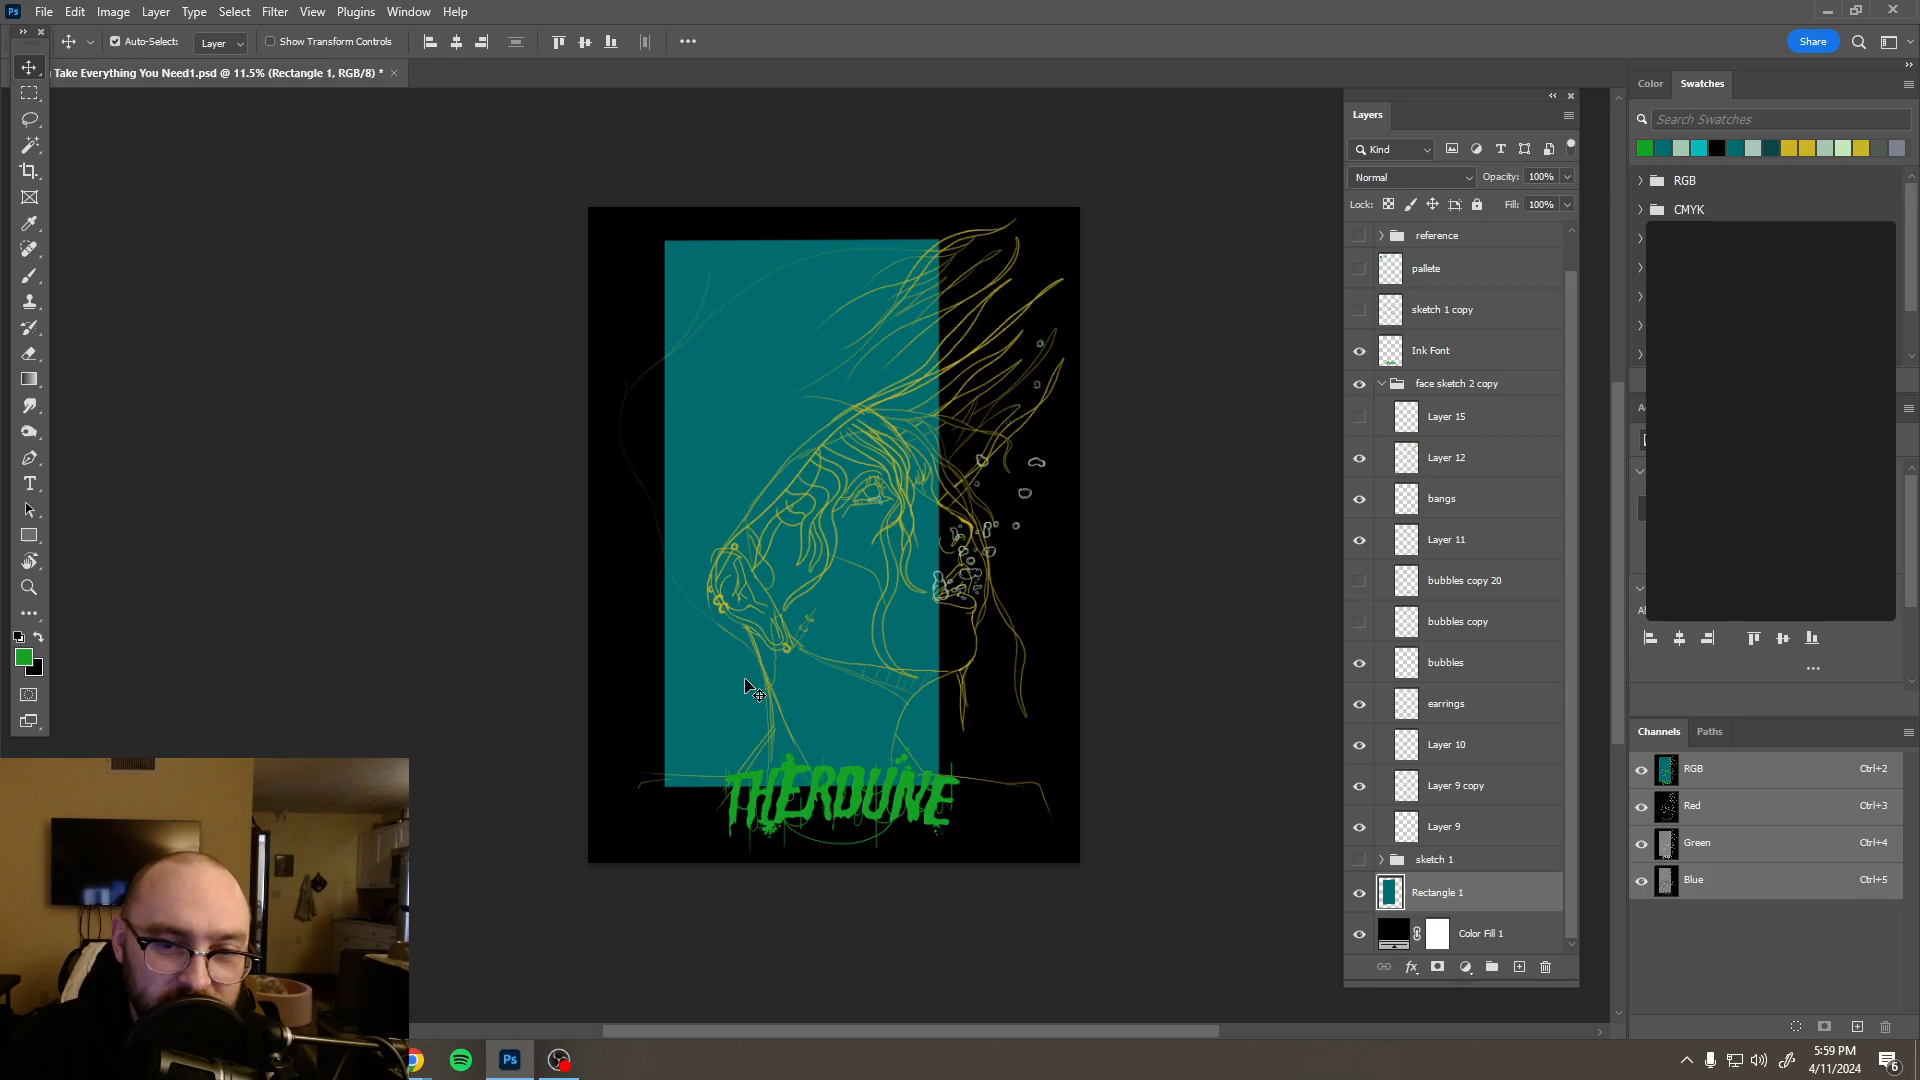 Ps File Edit Image Layer Type Select Filter View Plugins Window Help
Auto-Select: Layer Show Transform Controls
Share
Take Everything You Need1.psd @ 11.5% (Rectangle 1, RGB/8) *
Color Swatches
Search Swatches
RGB
CMYK
Layers
Kind
Normal Opacity: 100%
Lock: Fill: 100%
reference
pallete
sketch 1 copy
Ink Font
face sketch 2 copy
Layer 15
Layer 12
bangs
Layer 11
bubbles copy 20
bubbles copy
bubbles
earrings
Layer 10
Layer 9 copy
Layer 9
sketch 1
Rectangle 1
Color Fill 1
fx
THERDUNE
Channels Paths
RGB Ctrl+2
Red Ctrl+3
Green Ctrl+4
Blue Ctrl+5
Ps
5:59 PM
4/11/2024
6